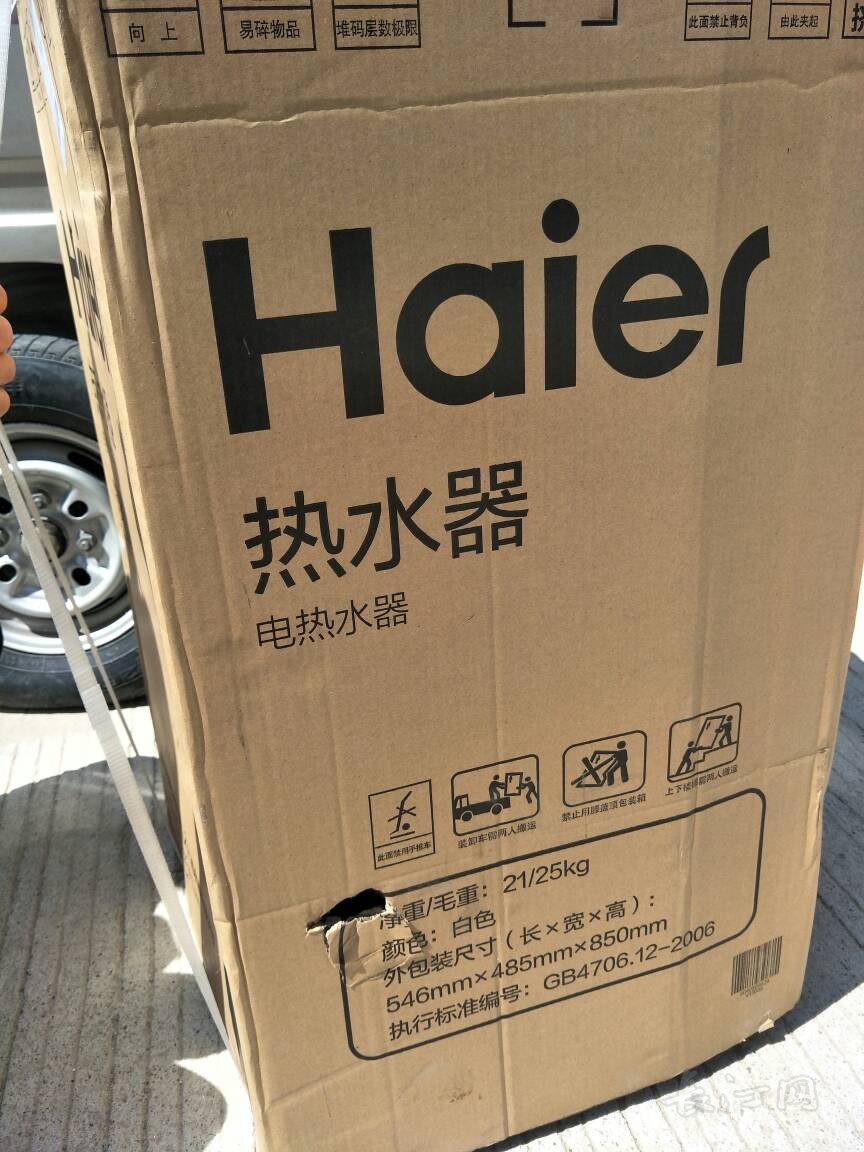 向上
易碎物品
堆码层数极限
此面禁止背负
由此夹起
Haier
热水器
电热水器
此面禁用手推车
装卸车需两人搬运
禁止用膝盖顶包装箱
上下楼梯需两人搬运
净重/毛重：21/25kg
颜色：白色
外包装尺寸（长×宽×高）：
546mm×485mm×850mm
执行标准编号：GB4706.12-2006